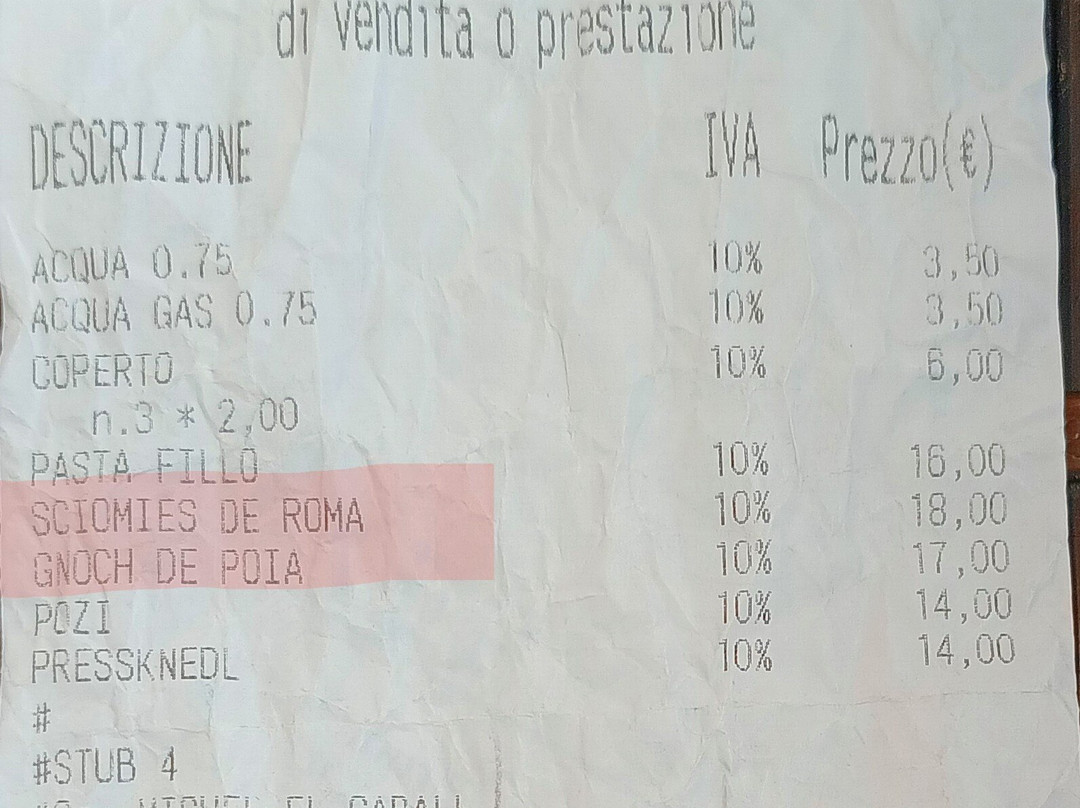 di vendita o prestazione
DESCRIZIONE IVA Prezzo(€)
ACQUA 0.75 10% 3,50
ACQUA GAS 0.75 10% 3,50
COPERTO 10% 6,00
n.3 * 2,00
PASTA FILLO 10% 16,00
SCIOMIES DE ROMA 10% 18,00
GNOCH DE POIA 10% 17,00
POZI 10% 14,00
PRESSKNEDL 10% 14,00
#
#STUB 4